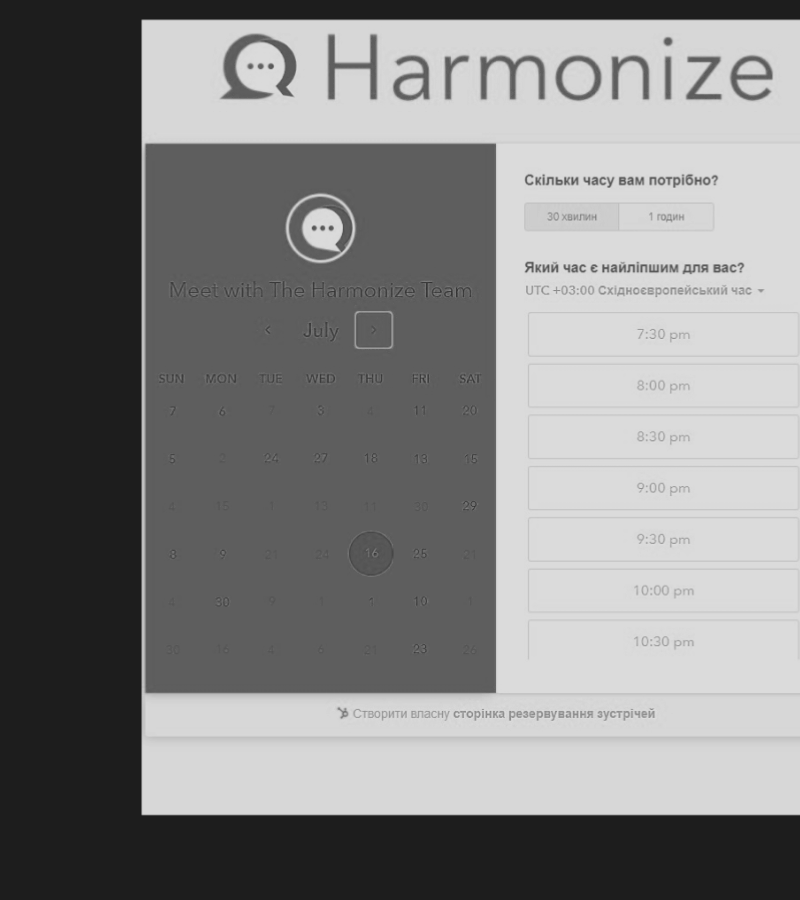 Harmonize
Meet with The Harmonize Team
July
SUN MON TUE WED THU FRI SAT
7 6 7 3 11 20
5 2 24 27 18 18 15
4 15 13 11 30 29
8 9 21 24 16 25 21
30 9 1 1 10
30 16 4 6 21 23 26
Скільки часу вам потрібно?
30 хвилин 1 годин
Який час є найліпшим для вас?
UTC +03:00 Східноєвропейський час
7:30 pm
8:00 pm
8:30 pm
9:00 pm
9:30 pm
10:00 pm
10:30 pm
Створити власну сторінка резервування зустрічей